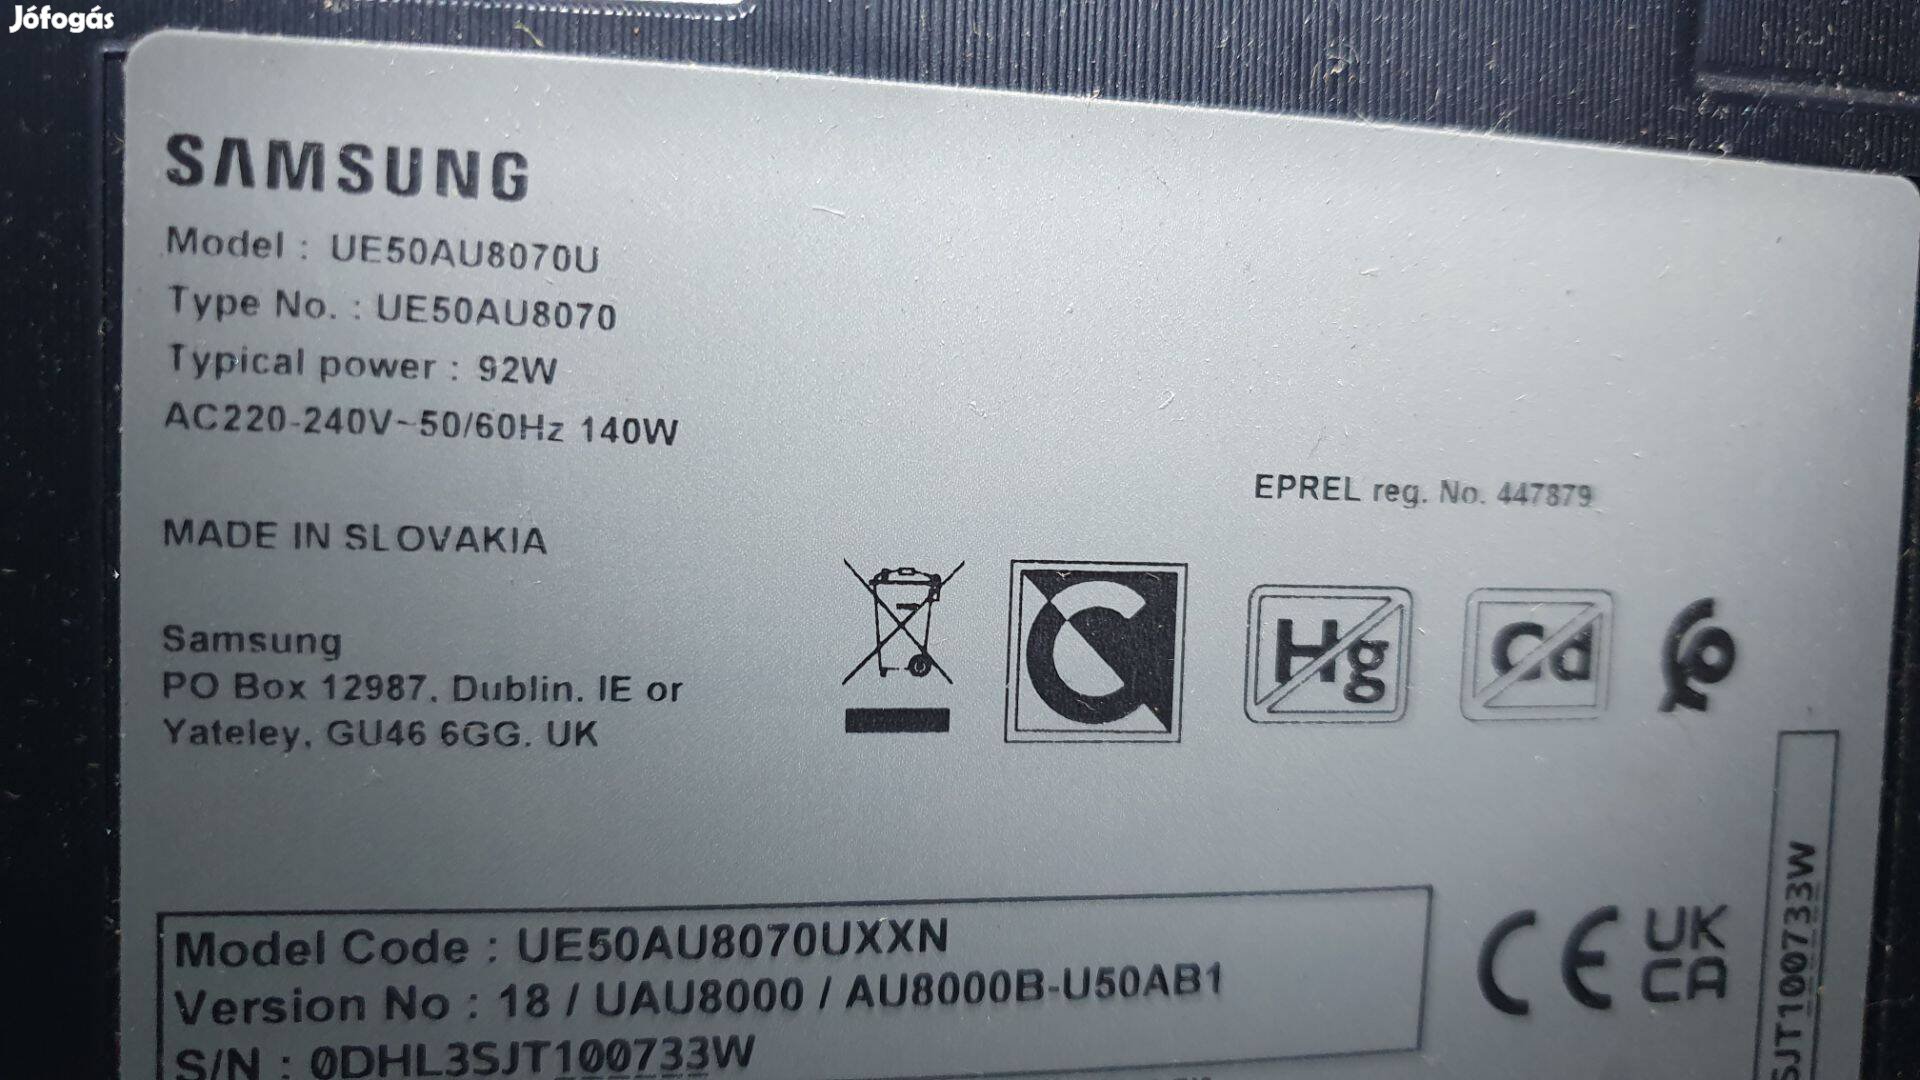 Jófogás
SAMSUNG
Model : UE50AU8070U
Type No. : UE50AU8070
Typical power : 92W
AC220-240V~50/60Hz 140W
EPREL reg. No. 447879
MADE IN SLOVAKIA
Hg
Cd
Samsung
PO Box 12987. Dublin. IE or
Yateley, GU46 6GG. UK
Model Code : UE50AU8070UXXN
Version No : 18 / UAU8000 / AU8000B-U50AB1
S/N : 0DHL3SJT100733W
CE
UK
CA
SJT100733W